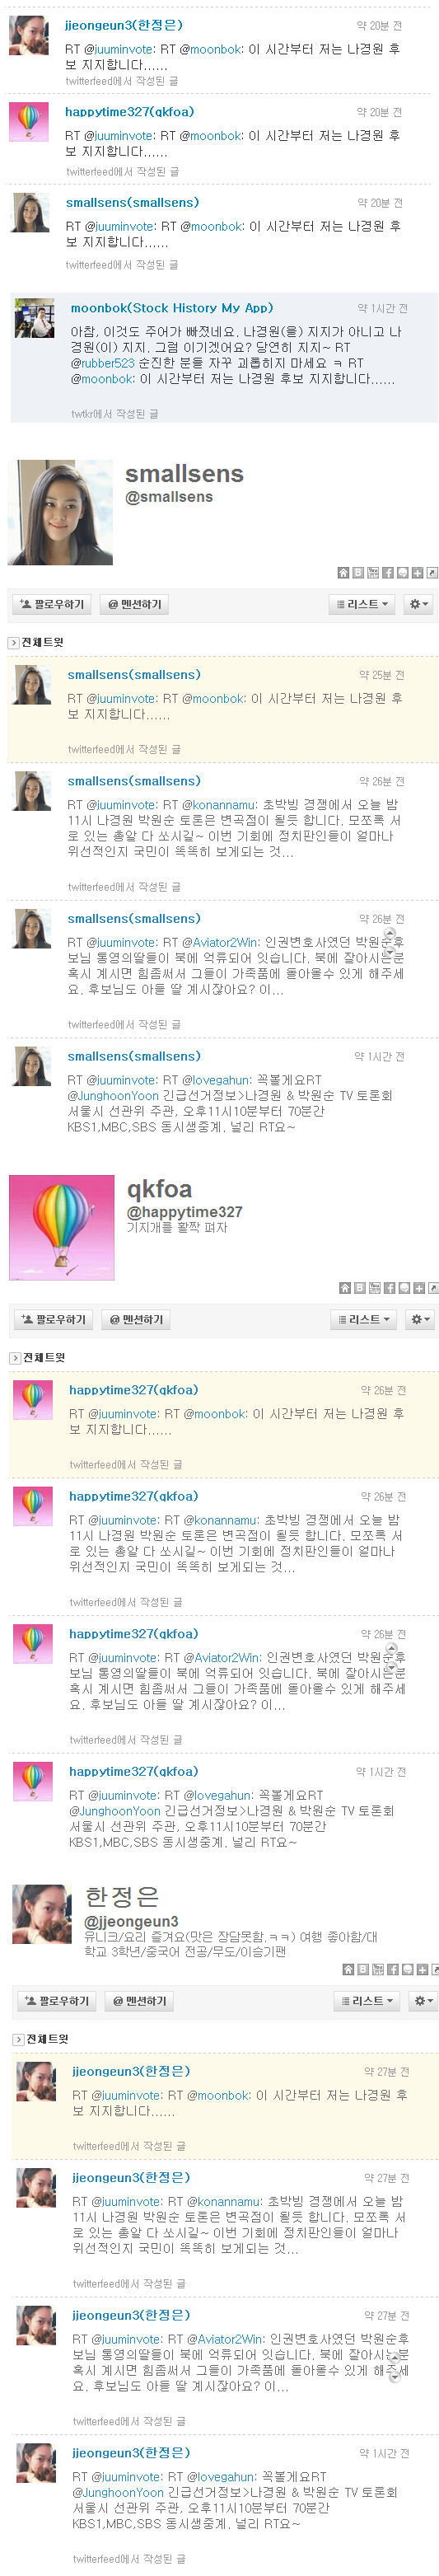 jjeongeun3(한정은) 약 20분 전
RT @juuminvote: RT @moonbok: 이 시간부터 저는 나경원 후
보 지지합니다......
twitterfeed에서 작성된 글
happytime327(qkfoa) 약 20분 전
RT @juuminvote: RT @moonbok: 이 시간부터 저는 나경원 후
보 지지합니다......
twitterfeed에서 작성된 글
smallsens(smallsens) 약 20분 전
RT @juuminvote: RT @moonbok: 이 시간부터 저는 나경원 후
보 지지합니다......
twitterfeed에서 작성된 글
moonbok(Stock History My App) 약 1시간 전
아참, 이것도 주어가 빠졌네요, 나경원(을) 지지가 아니고 나
경원(이) 지지, 그럼 이기겠어요? 당연히 지지~ RT
@rubber523 순진한 분들 자꾸 괴롭히지 마세요 ㅋ RT
@moonbok: 이 시간부터 저는 나경원 후보 지지합니다......
twtkr에서 작성된 글
smallsens
@smallsens
팔로우하기 @ 멘션하기 리스트
전체트윗
smallsens(smallsens) 약 25분 전
RT @juuminvote: RT @moonbok: 이 시간부터 저는 나경원 후
보 지지합니다......
twitterfeed에서 작성된 글
smallsens(smallsens) 약 26분 전
RT @juuminvote: RT @konannamu: 초박빙 경쟁에서 오늘 밤
11시 나경원 박원순 토론은 변곡점이 될듯 합니다. 모쪼록 서
로 있는 총알 다 쏘시길~ 이번 기회에 정치판인들이 얼마나
위선적인지 국민이 똑똑히 보게되는 것...
twitterfeed에서 작성된 글
smallsens(smallsens) 약 26분 전
RT @juuminvote: RT @Aviator2Win: 인권변호사였던 박원순후
보님 통영의딸들이 북에 억류되어 잇습니다. 북에 잘아시는분
혹시 계시면 힘좀써서 그들이 가족품에 돌아올수 있게 해주세
요. 후보님도 아들 딸 계시잖아요? 이...
twitterfeed에서 작성된 글
smallsens(smallsens) 약 1시간 전
RT @juuminvote: RT @lovegahun: 꼭볼게요RT
@JunghoonYoon 긴급선거정보>나경원 & 박원순 TV 토론회
서울시 선관위 주관, 오후11시10분부터 70분간
KBS1,MBC,SBS 동시생중계. 널리 RT요~
qkfoa
@happytime327
기지개를 활짝 펴자
팔로우하기 @ 멘션하기 리스트
전체트윗
happytime327(qkfoa) 약 26분 전
RT @juuminvote: RT @moonbok: 이 시간부터 저는 나경원 후
보 지지합니다......
twitterfeed에서 작성된 글
happytime327(qkfoa) 약 26분 전
RT @juuminvote: RT @konannamu: 초박빙 경쟁에서 오늘 밤
11시 나경원 박원순 토론은 변곡점이 될듯 합니다. 모쪼록 서
로 있는 총알 다 쏘시길~ 이번 기회에 정치판인들이 얼마나
위선적인지 국민이 똑똑히 보게되는 것...
twitterfeed에서 작성된 글
happytime327(qkfoa) 약 26분 전
RT @juuminvote: RT @Aviator2Win: 인권변호사였던 박원순후
보님 통영의딸들이 북에 억류되어 잇습니다. 북에 잘아시는분
혹시 계시면 힘좀써서 그들이 가족품에 돌아올수 있게 해주세
요. 후보님도 아들 딸 계시잖아요? 이...
twitterfeed에서 작성된 글
happytime327(qkfoa) 약 1시간 전
RT @juuminvote: RT @lovegahun: 꼭볼게요RT
@JunghoonYoon 긴급선거정보>나경원 & 박원순 TV 토론회
서울시 선관위 주관, 오후11시10분부터 70분간
KBS1,MBC,SBS 동시생중계. 널리 RT요~
한정은
@jjeongeun3
유니크/요리 즐겨요(맛은 장담못함,ㅋㅋ) 여행 좋아함/대
학교 3학년/중국어 전공/무도/이승기팬
팔로우하기 @ 멘션하기 리스트
전체트윗
jjeongeun3(한정은) 약 27분 전
RT @juuminvote: RT @moonbok: 이 시간부터 저는 나경원 후
보 지지합니다......
twitterfeed에서 작성된 글
jjeongeun3(한정은) 약 27분 전
RT @juuminvote: RT @konannamu: 초박빙 경쟁에서 오늘 밤
11시 나경원 박원순 토론은 변곡점이 될듯 합니다. 모쪼록 서
로 있는 총알 다 쏘시길~ 이번 기회에 정치판인들이 얼마나
위선적인지 국민이 똑똑히 보게되는 것...
twitterfeed에서 작성된 글
jjeongeun3(한정은) 약 27분 전
RT @juuminvote: RT @Aviator2Win: 인권변호사였던 박원순후
보님 통영의딸들이 북에 억류되어 잇습니다. 북에 잘아시는분
혹시 계시면 힘좀써서 그들이 가족품에 돌아올수 있게 해주세
요. 후보님도 아들 딸 계시잖아요? 이...
twitterfeed에서 작성된 글
jjeongeun3(한정은) 약 1시간 전
RT @juuminvote: RT @lovegahun: 꼭볼게요RT
@JunghoonYoon 긴급선거정보>나경원 & 박원순 TV 토론회
서울시 선관위 주관, 오후11시10분부터 70분간
KBS1,MBC,SBS 동시생중계. 널리 RT요~
twitterfeed에서 작성된 글